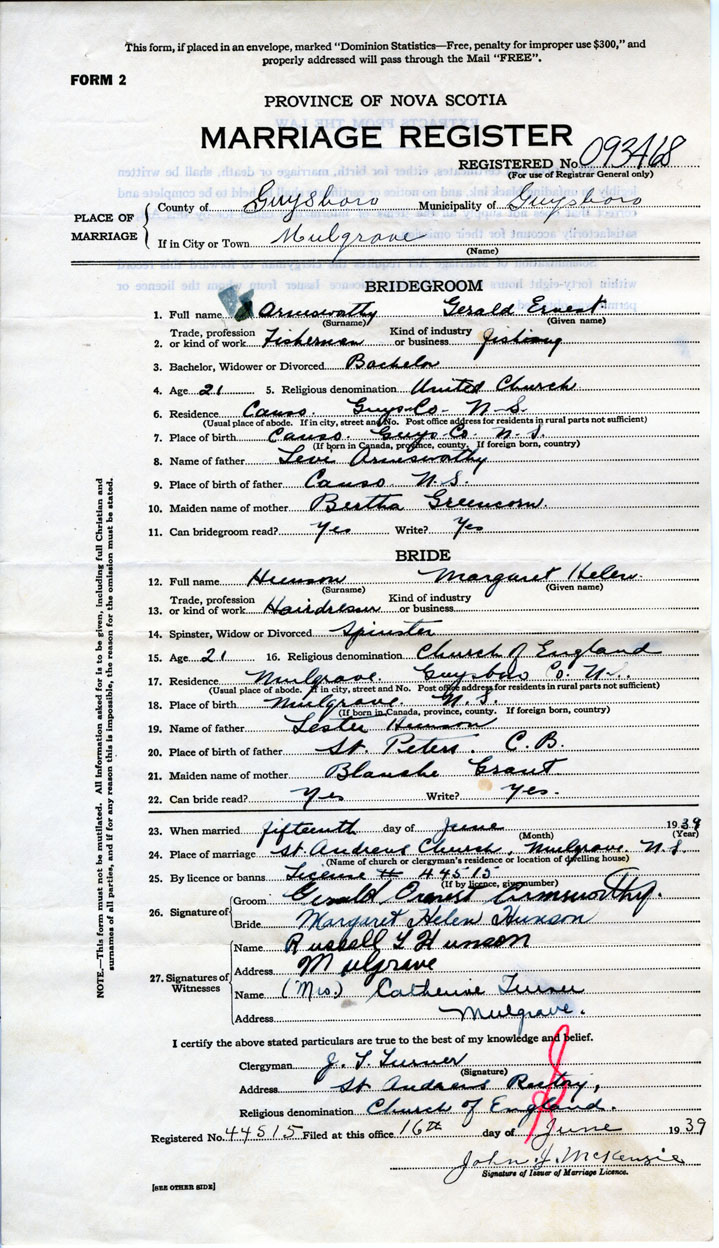 This form, if placed in an envelope, marked "Dominion Statistics—Free, penalty for improper use $300," and
properly addressed will pass through the Mail "FREE".
FORM 2
PROVINCE OF NOVA SCOTIA
MARRIAGE REGISTER
REGISTERED No. 093468
(For use of Registrar General only)
PLACE OF MARRIAGE
County of Guysboro Municipality of Guysboro
If in City or Town Mulgrave
(Name)
BRIDEGROOM
1. Full name Armsworthy Gerald Ernest
(Surname) (Given name)
2. Trade, profession or kind of work Fisherman Kind of industry or business fishing
3. Bachelor, Widower or Divorced Bachelor
4. Age 21 5. Religious denomination United Church
6. Residence Canso. Guys Co. N.S.
(Usual place of abode. If in city, street and No. Post office address for residents in rural parts not sufficient)
7. Place of birth Canso. Guys Co. N.S.
(If born in Canada, province, county. If foreign born, country)
8. Name of father Levi Armsworthy
9. Place of birth of father Canso N.S.
10. Maiden name of mother Bertha Greencorn.
11. Can bridegroom read? Yes Write? Yes
BRIDE
12. Full name Hunson Margaret Helen.
(Surname) (Given name)
13. Trade, profession or kind of work Hairdresser Kind of industry or business
14. Spinster, Widow or Divorced Spinster
15. Age 21 16. Religious denomination Church of England
17. Residence Mulgrave. Guysboro Co. N.S.
(Usual place of abode. If in city, street and No. Post office address for residents in rural parts not sufficient)
18. Place of birth Mulgrave. N.S.
(If born in Canada, province, county. If foreign born, country)
19. Name of father Lester Hunson
20. Place of birth of father St. Peters. C.B.
21. Maiden name of mother Blanche Grant
22. Can bride read? Yes Write? Yes.
23. When married fifteenth day of June 1939
(Month) (Year)
24. Place of marriage St Andrews Church, Mulgrave. N.S.
(Name of church or clergyman's residence or location of dwelling house)
25. By licence or banns License # 44515
(If by licence, give number)
26. Signature of
Groom Gerald Ernest Armsworthy.
Bride Margaret Helen Hunson
27. Signatures of Witnesses
Name Russell L Hunson
Address Mulgrave
Name (Mrs.) Catherine Turner
Address Mulgrave.
I certify the above stated particulars are true to the best of my knowledge and belief.
Clergyman J. T. Turner
(Signature)
Address St Andrews Rectory,
Religious denomination Church of England.
Registered No. 44515 Filed at this office 16th day of June 1939
John J. McKenzie
Signature of Issuer of Marriage Licence.
[SEE OTHER SIDE]
NOTE.—This form must not be mutilated. All Information asked for is to be given, including full Christian and
surnames of all parties, and if for any reason this is impossible, the reason for the omission must be stated.